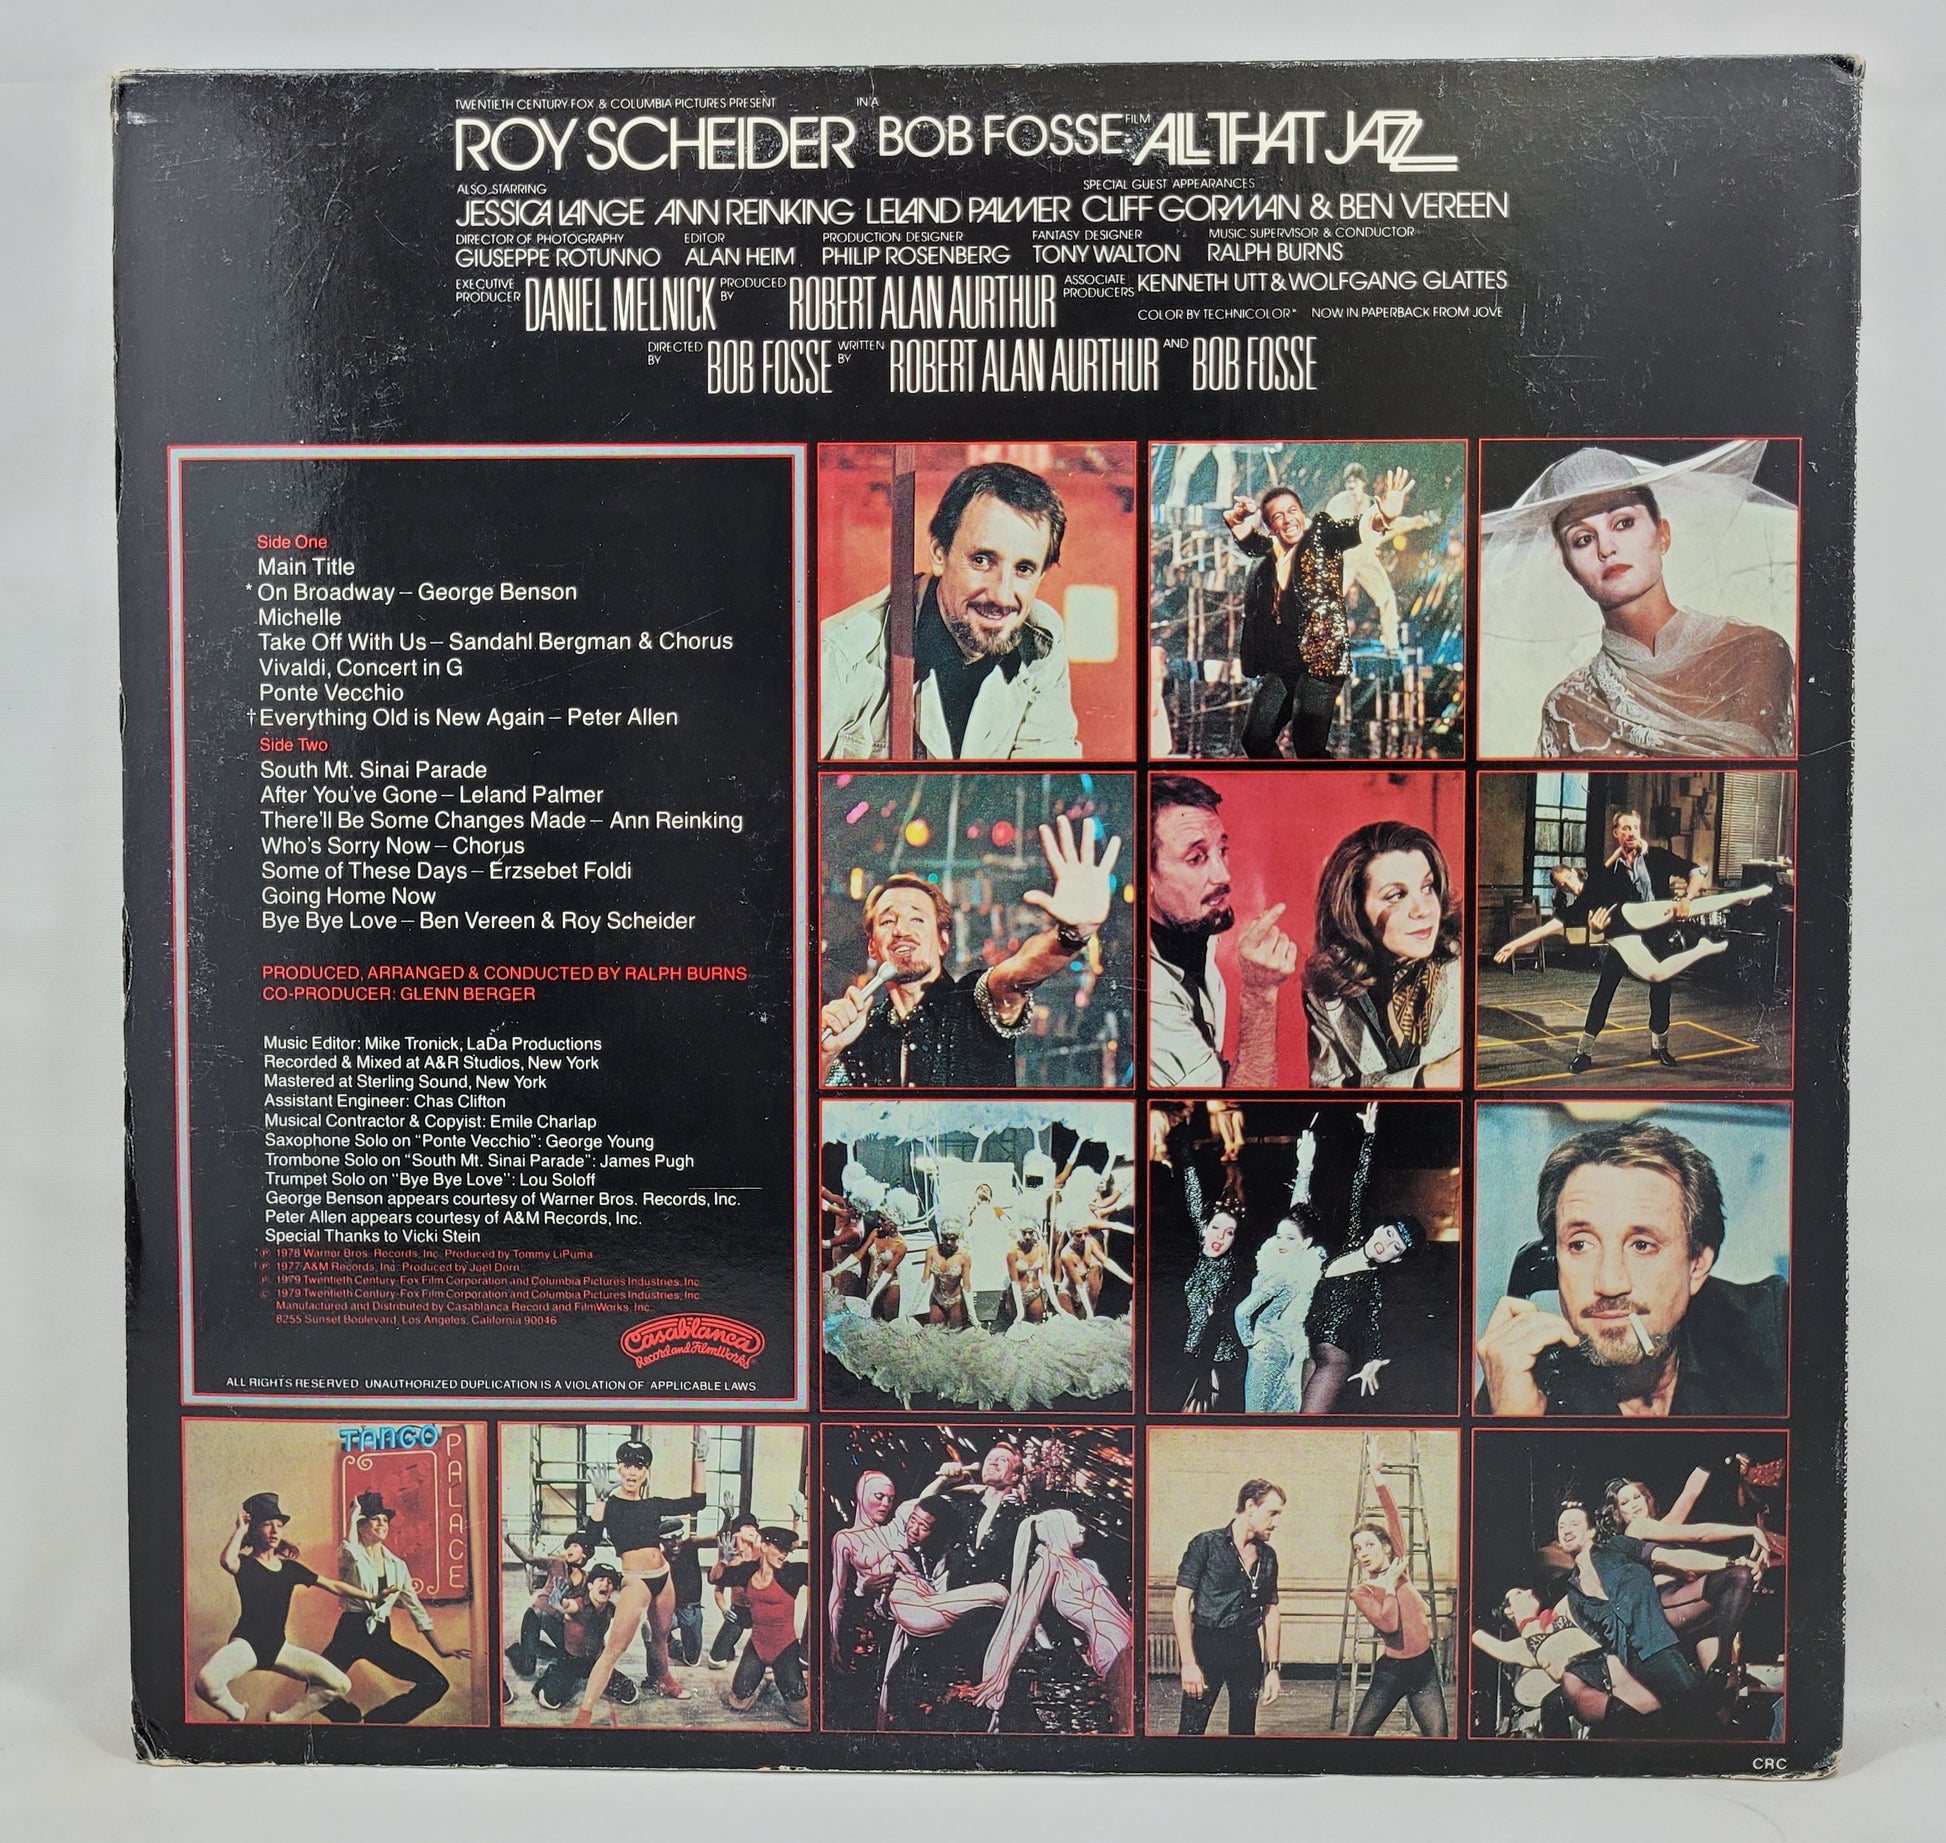 TWENTIETH CENTURY-FOX & COLUMBIA PICTURES PRESENT
ROY SCHEIDER IN A BOB FOSSE FILM ALL THAT JAZZ
ALSO STARRING
JESSICA LANGE ANN REINKING LELAND PALMER
SPECIAL GUEST APPEARANCES
CLIFF GORMAN & BEN VEREEN
DIRECTOR OF PHOTOGRAPHY
GIUSEPPE ROTUNNO
EDITOR
ALAN HEIM
PRODUCTION DESIGNER
PHILIP ROSENBERG
FANTASY DESIGNER
TONY WALTON
MUSIC SUPERVISOR & CONDUCTOR
RALPH BURNS
EXECUTIVE
PRODUCER DANIEL MELNICK
PRODUCED
BY ROBERT ALAN AURTHUR
ASSOCIATE
PRODUCERS KENNETH UTT & WOLFGANG GLATTES
COLOR BY TECHNICOLOR® NOW IN PAPERBACK FROM JOVE
DIRECTED
BY BOB FOSSE
WRITTEN
BY ROBERT ALAN AURTHUR AND BOB FOSSE
Side One
Main Title
*On Broadway – George Benson
Michelle
Take Off With Us – Sandahl Bergman & Chorus
Vivaldi, Concert in G
Ponte Vecchio
†Everything Old is New Again – Peter Allen
Side Two
South Mt. Sinai Parade
After You've Gone – Leland Palmer
There'll Be Some Changes Made – Ann Reinking
Who's Sorry Now – Chorus
Some of These Days – Erzsebet Foldi
Going Home Now
Bye Bye Love – Ben Vereen & Roy Scheider
PRODUCED, ARRANGED & CONDUCTED BY RALPH BURNS
CO-PRODUCER: GLENN BERGER
Music Editor: Mike Tronick, LaDa Productions
Recorded & Mixed at A&R Studios, New York
Mastered at Sterling Sound, New York
Assistant Engineer: Chas Clifton
Musical Contractor & Copyist: Emile Charlap
Saxophone Solo on "Ponte Vecchio": George Young
Trombone Solo on "South Mt. Sinai Parade": James Pugh
Trumpet Solo on "Bye Bye Love": Lou Soloff
George Benson appears courtesy of Warner Bros. Records, Inc.
Peter Allen appears courtesy of A&M Records, Inc.
Special Thanks to Vicki Stein
*℗ 1978 Warner Bros. Records, Inc. Produced by Tommy LiPuma
†℗ 1977 A&M Records, Inc. Produced by Joel Dorn
℗ 1979 Twentieth Century-Fox Film Corporation and Columbia Pictures Industries, Inc.
© 1979 Twentieth Century-Fox Film Corporation and Columbia Pictures Industries, Inc.
Manufactured and Distributed by Casablanca Record and FilmWorks, Inc.
8255 Sunset Boulevard, Los Angeles, California 90046
Casablanca
Record and FilmWorks
ALL RIGHTS RESERVED. UNAUTHORIZED DUPLICATION IS A VIOLATION OF APPLICABLE LAWS.
TANGO
PALACE
CRC